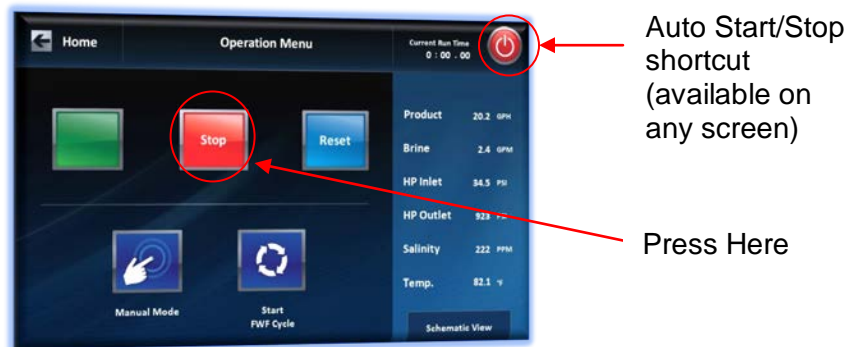 Home
Operation Menu
Current Run Time
0 : 00 . 00
Auto Start/Stop
shortcut
(available on
any screen)
Stop
Reset
Product 20.2 GPH
Brine 2.4 GPM
HP Inlet 34.5 PSI
HP Outlet 923
Salinity 222 PPM
Temp. 82.1 °F
Press Here
Manual Mode
Start
FWF Cycle
Schematic View